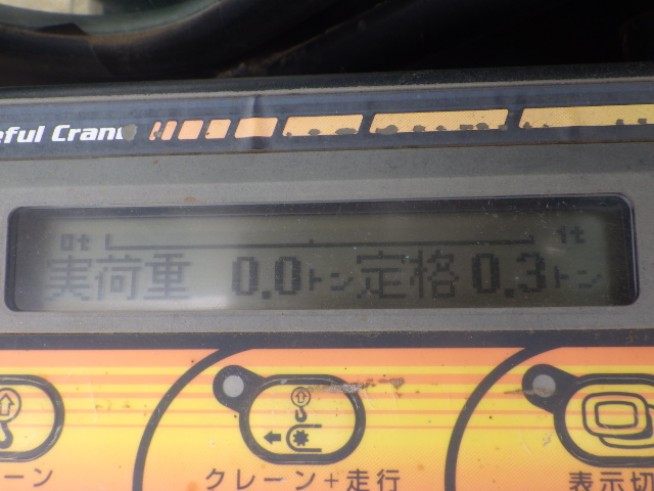 eful Crane
0t 1t
実荷重 0.0トン 定格 0.3トン
ーン クレーン+走行 表示切